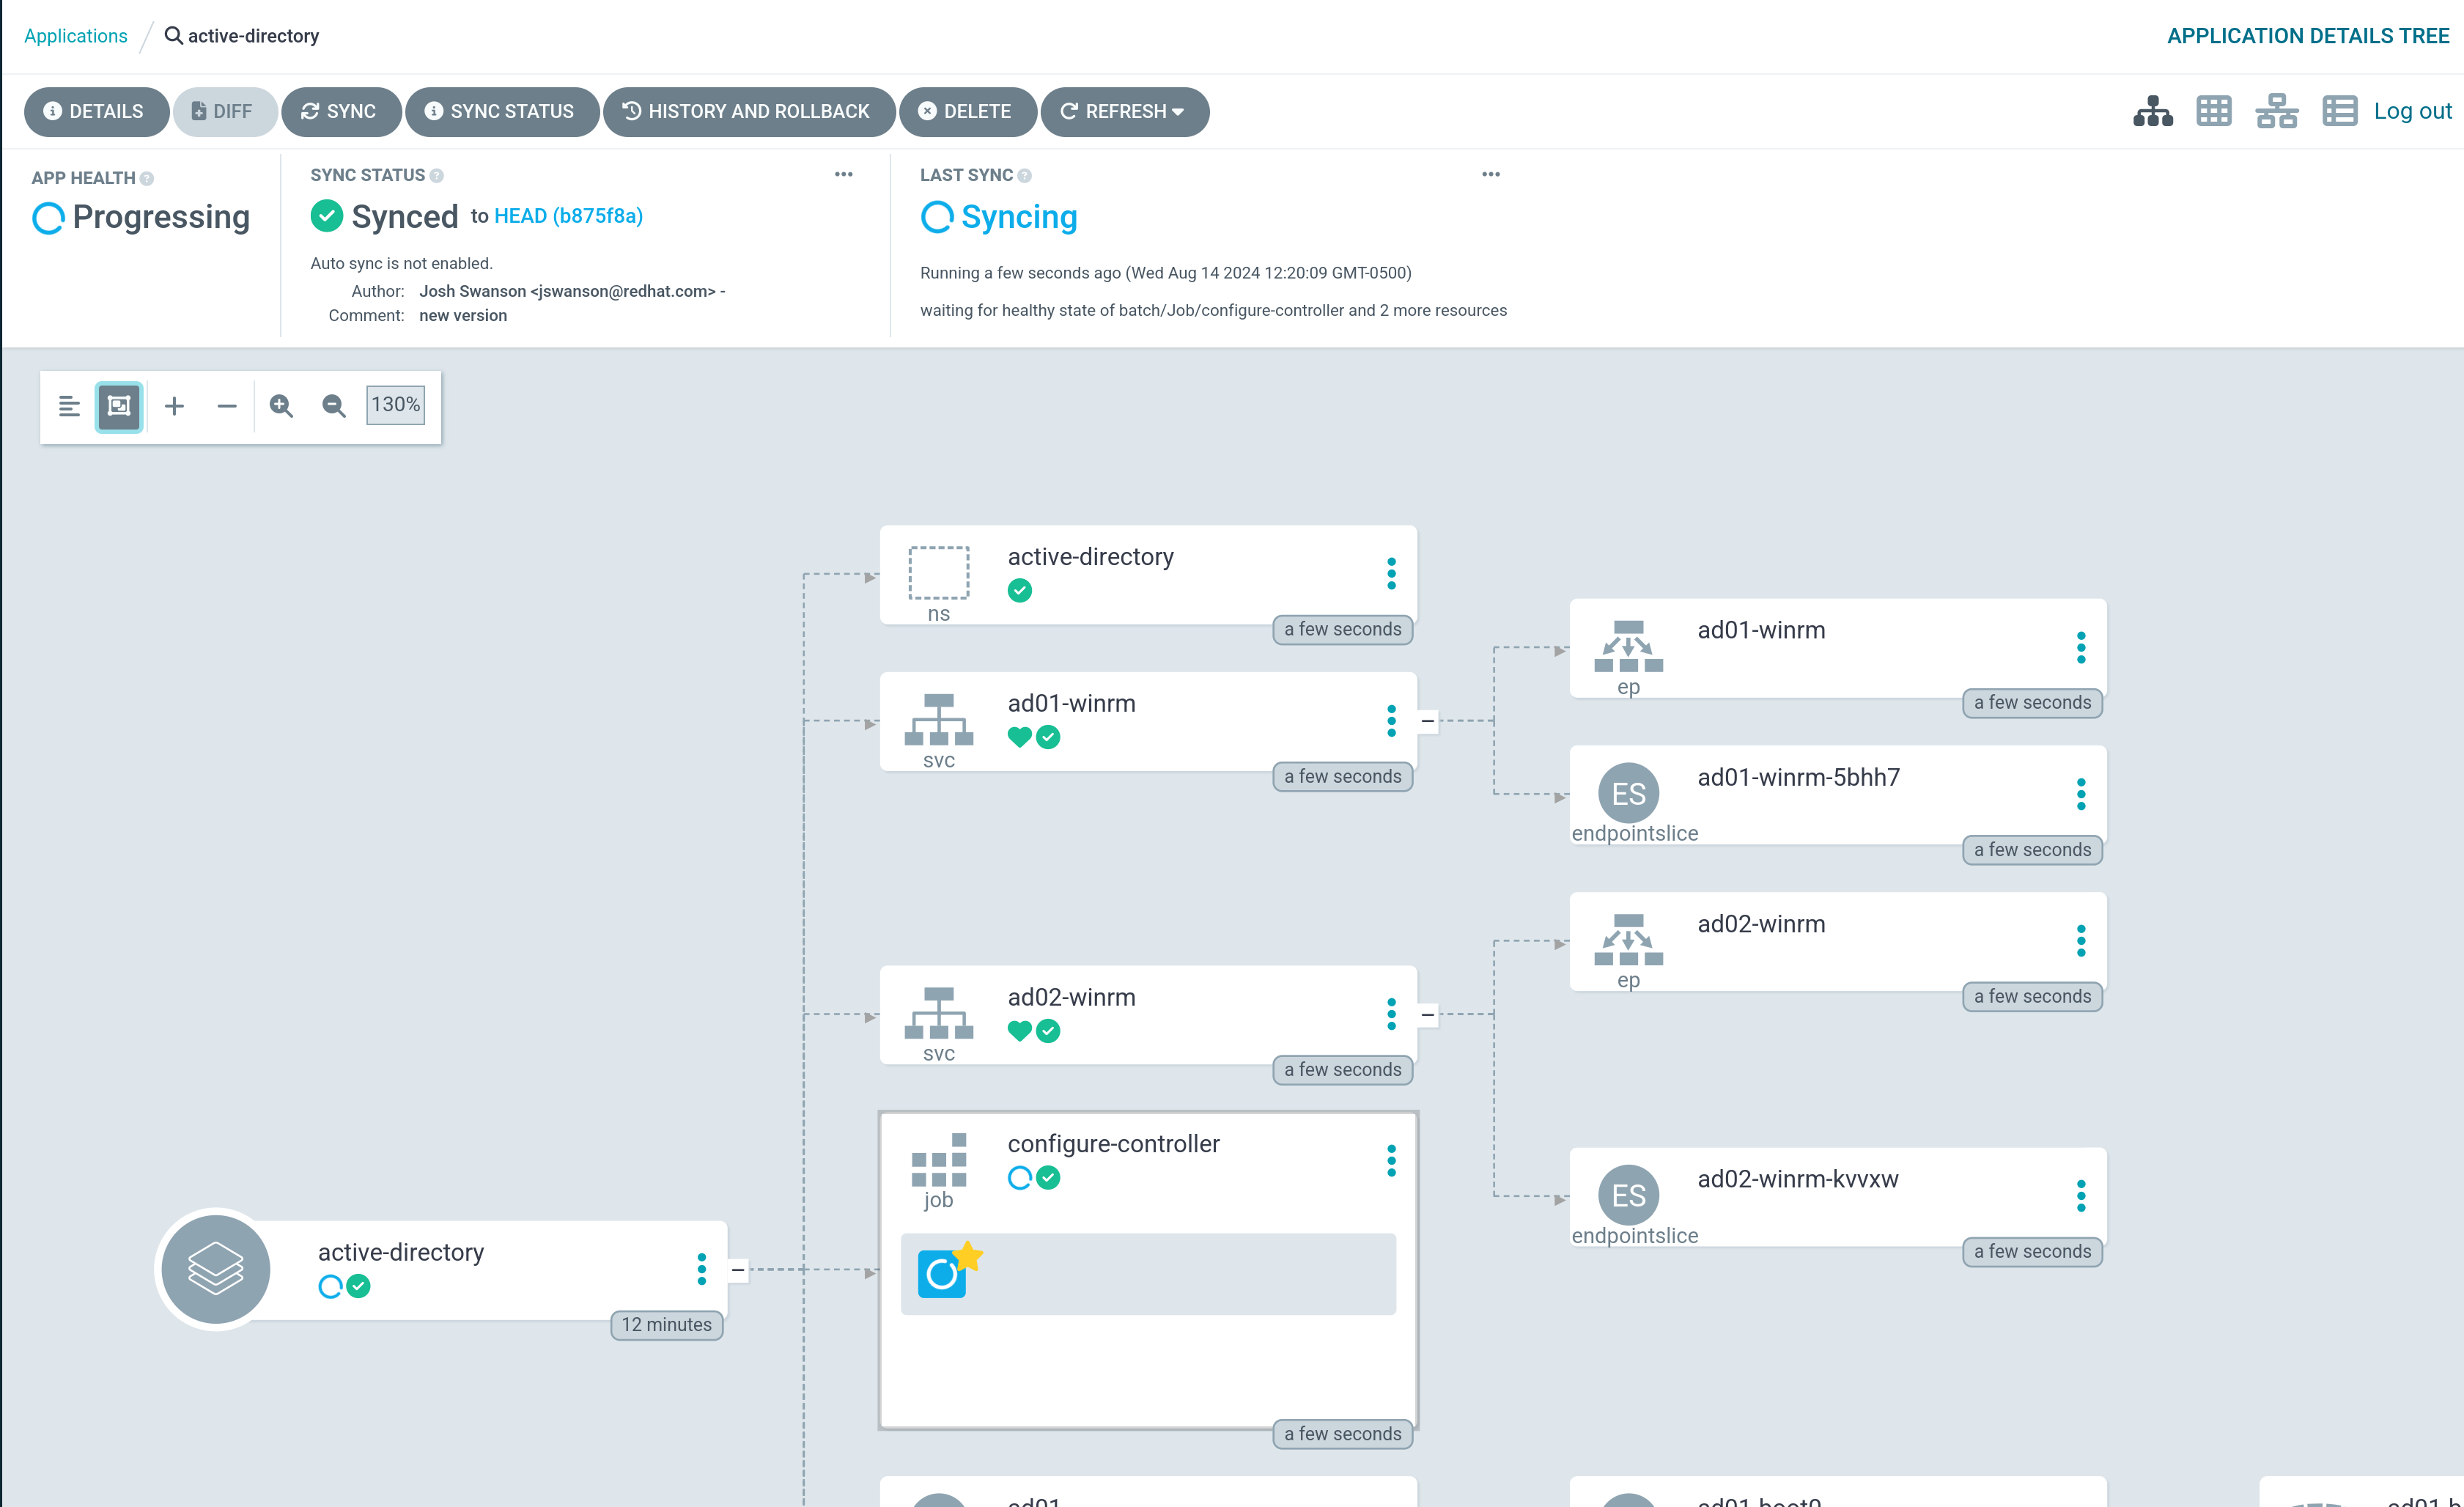 Applications / active-directory
APPLICATION DETAILS TREE
DETAILS DIFF SYNC SYNC STATUS HISTORY AND ROLLBACK DELETE REFRESH
Log out
APP HEALTH
Progressing
SYNC STATUS
Synced to HEAD (b875f8a)
Auto sync is not enabled.
Author: Josh Swanson <jswanson@redhat.com> -
Comment: new version
LAST SYNC
Syncing
Running a few seconds ago (Wed Aug 14 2024 12:20:09 GMT-0500)
waiting for healthy state of batch/Job/configure-controller and 2 more resources
130%
active-directory
12 minutes
active-directory
ns
a few seconds
ad01-winrm
svc
a few seconds
ad01-winrm
ep
a few seconds
ES
ad01-winrm-5bhh7
endpointslice
a few seconds
ad02-winrm
svc
a few seconds
ad02-winrm
ep
a few seconds
ES
ad02-winrm-kvvxw
endpointslice
a few seconds
configure-controller
job
a few seconds
ad01
ad01-boot0